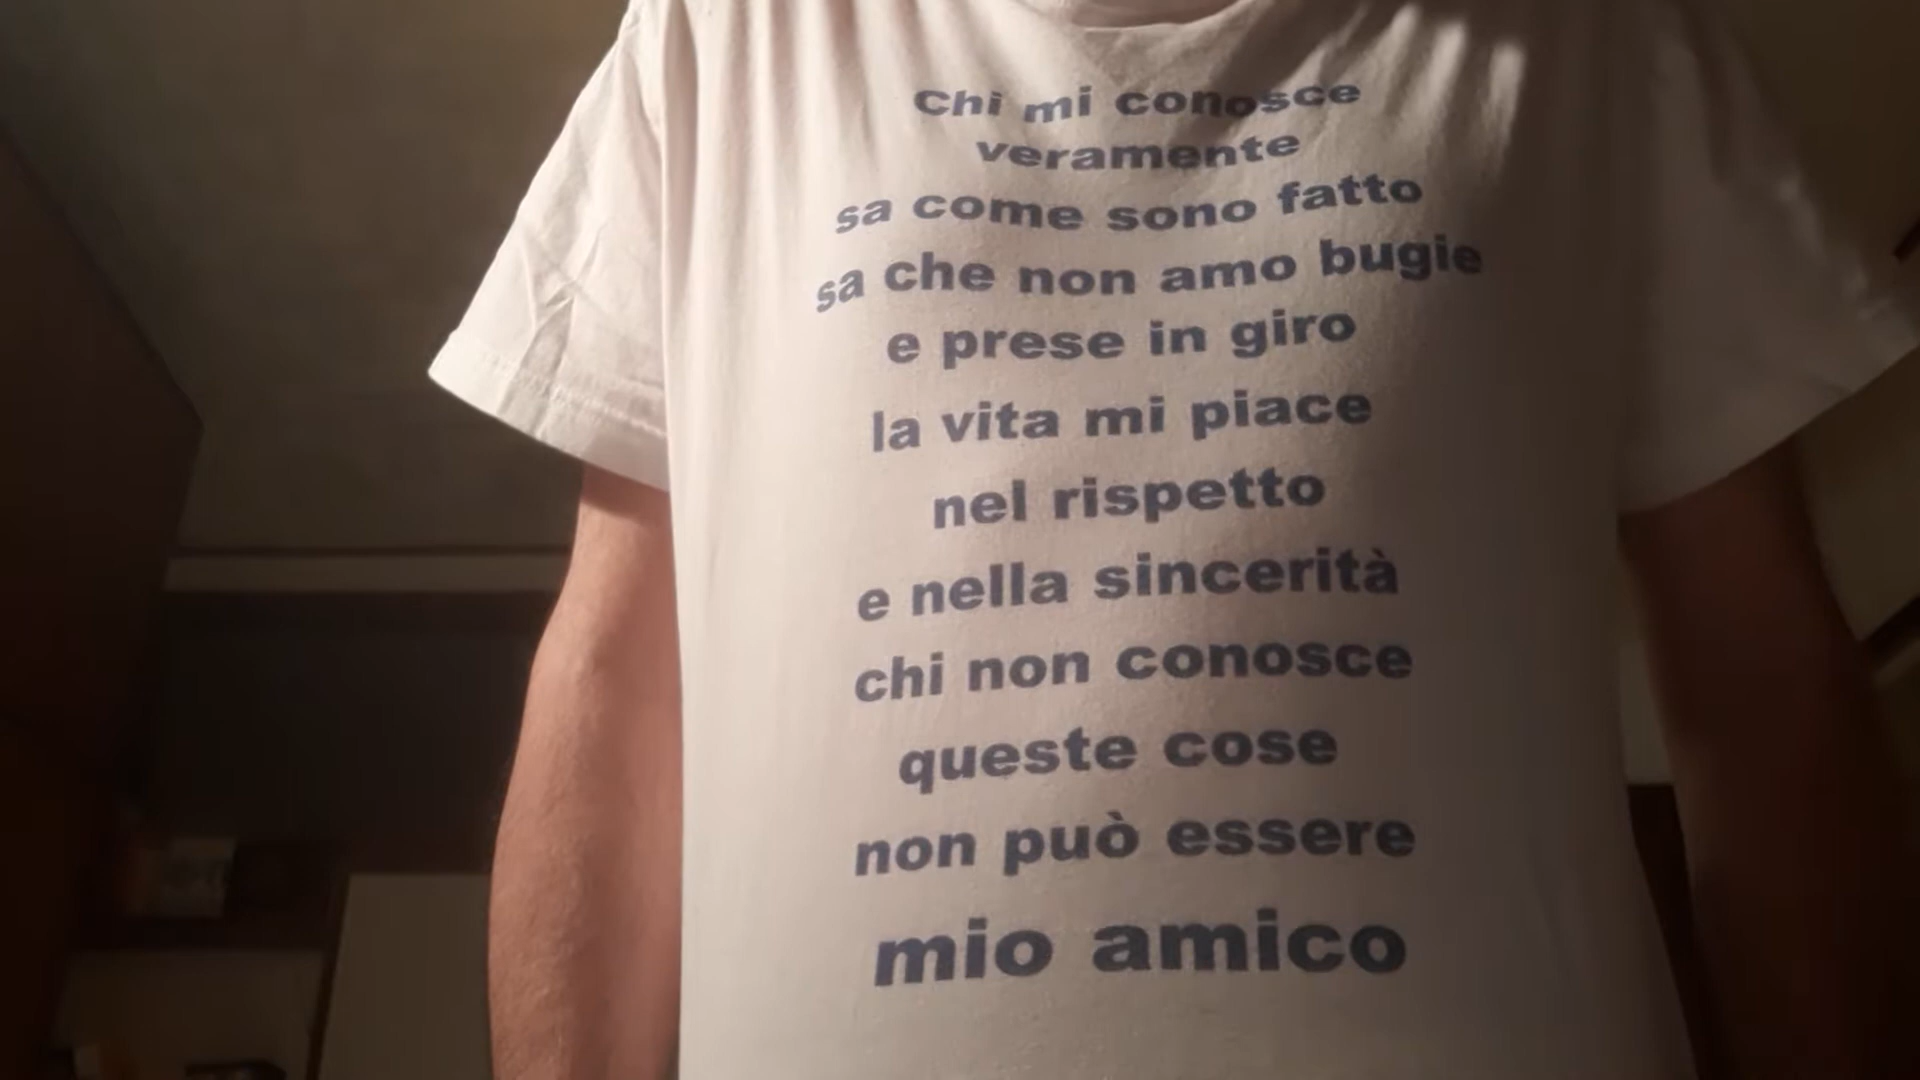 Chi mi conosce
veramente
sa come sono fatto
sa che non amo bugie
e prese in giro
la vita mi piace
nel rispetto
e nella sincerità
chi non conosce
queste cose
non può essere
mio amico